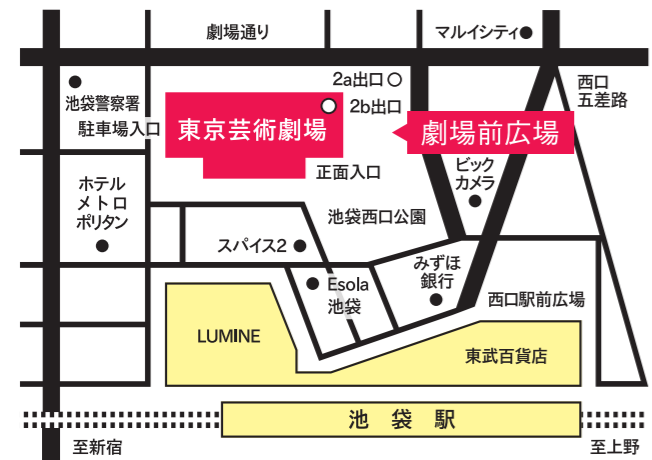 劇場通り
マルイシティ
2a出口
西口
五差路
池袋警察署
2b出口
駐車場入口
東京芸術劇場
劇場前広場
正面入口
ビック
カメラ
ホテル
メトロ
ポリタン
池袋西口公園
スパイス2
みずほ
銀行
Esola
池袋
西口駅前広場
LUMINE
東武百貨店
池袋駅
至新宿
至上野